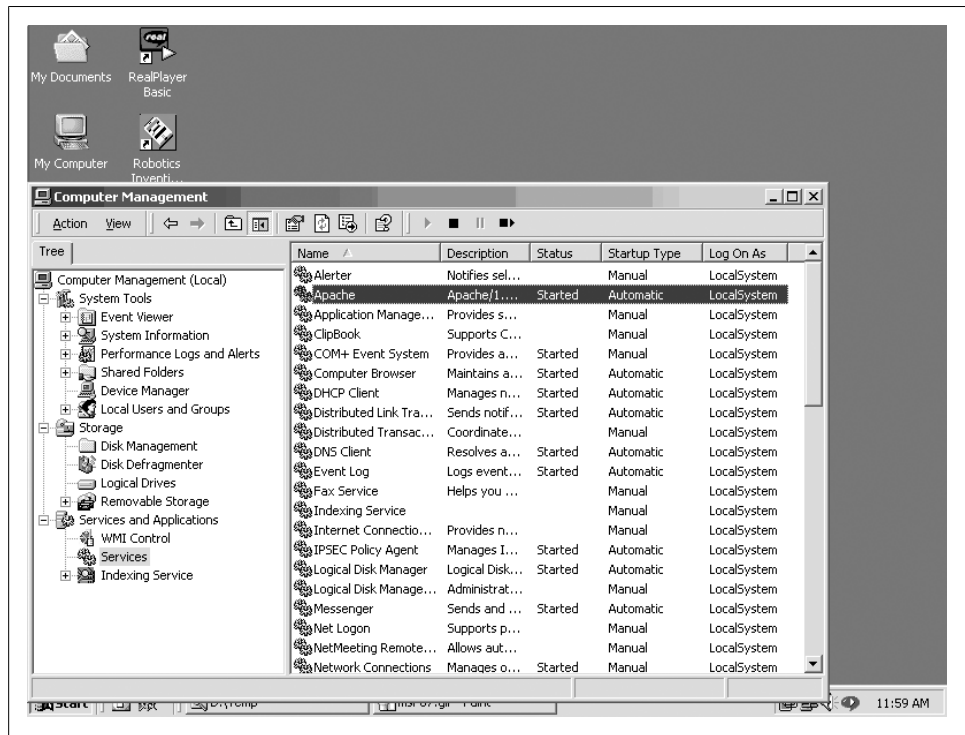 real
My Documents
RealPlayer
Basic
My Computer
Robotics
Inventi...
Computer Management
Action View
Tree
Computer Management (Local)
System Tools
Event Viewer
System Information
Performance Logs and Alerts
Shared Folders
Device Manager
Local Users and Groups
Storage
Disk Management
Disk Defragmenter
Logical Drives
Removable Storage
Services and Applications
WMI Control
Services
Indexing Service
Name Description Status Startup Type Log On As
Alerter Notifies sel... Manual LocalSystem
Apache Apache/1.... Started Automatic LocalSystem
Application Manage... Provides s... Manual LocalSystem
ClipBook Supports C... Manual LocalSystem
COM+ Event System Provides a... Started Manual LocalSystem
Computer Browser Maintains a... Started Automatic LocalSystem
DHCP Client Manages n... Started Automatic LocalSystem
Distributed Link Tra... Sends notif... Started Automatic LocalSystem
Distributed Transac... Coordinate... Manual LocalSystem
DNS Client Resolves a... Started Automatic LocalSystem
Event Log Logs event... Started Automatic LocalSystem
Fax Service Helps you ... Manual LocalSystem
Indexing Service Manual LocalSystem
Internet Connectio... Provides n... Manual LocalSystem
IPSEC Policy Agent Manages I... Started Automatic LocalSystem
Logical Disk Manager Logical Disk... Started Automatic LocalSystem
Logical Disk Manage... Administrat... Manual LocalSystem
Messenger Sends and ... Started Automatic LocalSystem
Net Logon Supports p... Manual LocalSystem
NetMeeting Remote... Allows aut... Manual LocalSystem
Network Connections Manages o... Started Manual LocalSystem
Start 11:59 AM